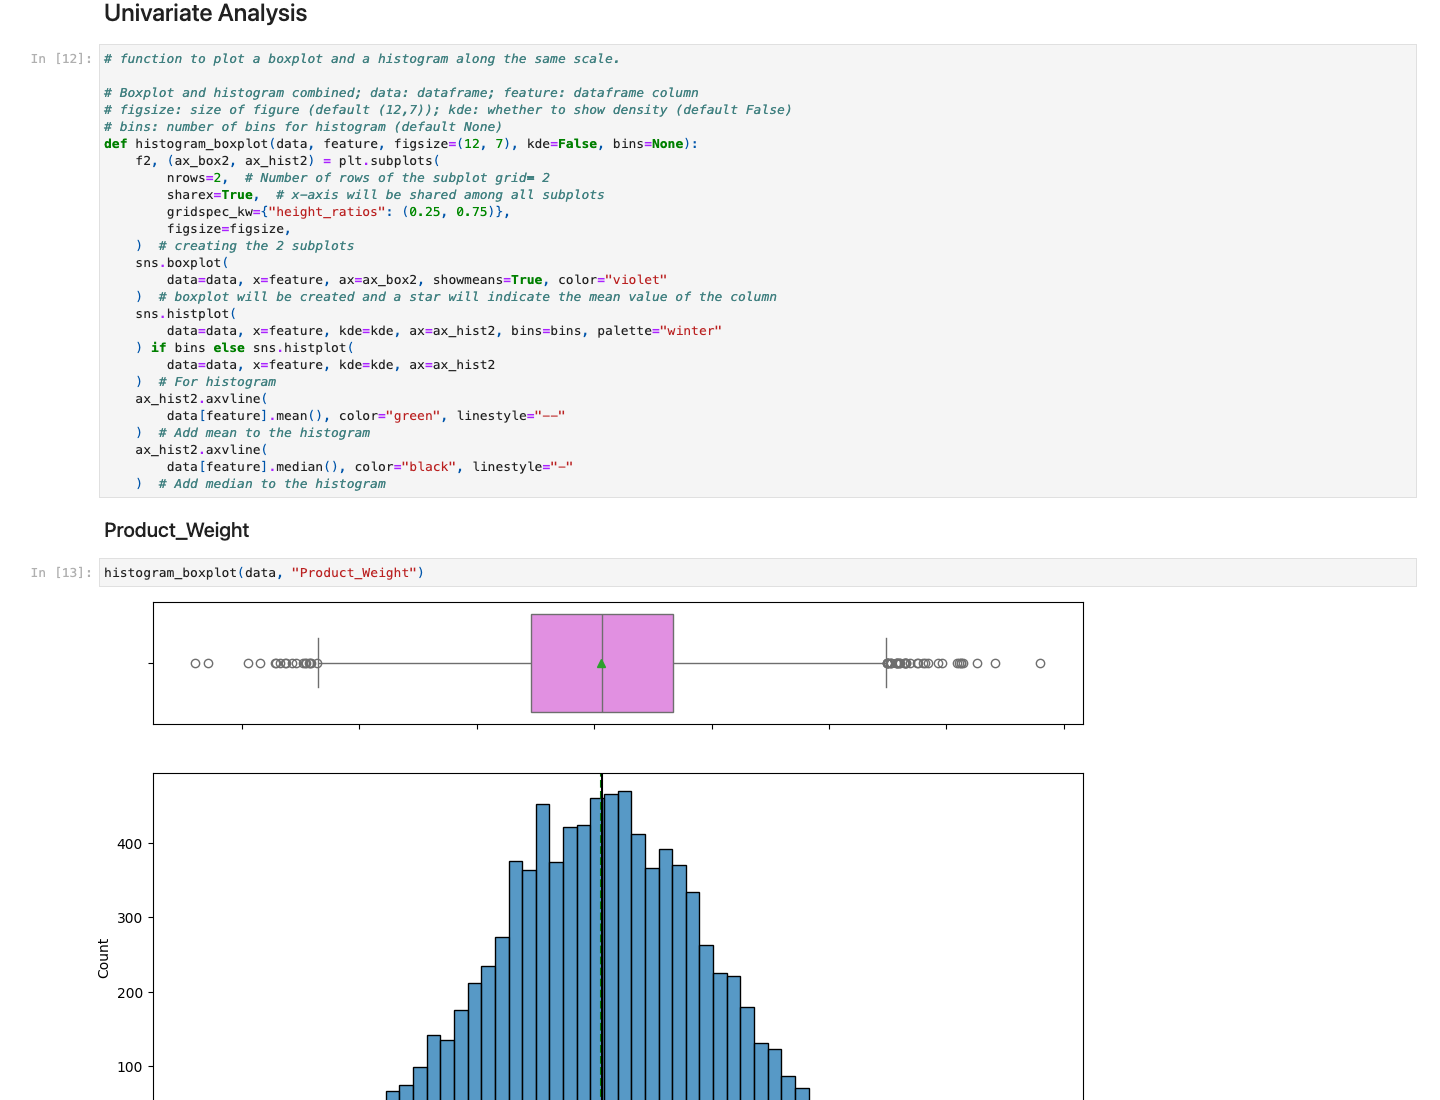 Univariate Analysis
In [12]:
# function to plot a boxplot and a histogram along the same scale.
# Boxplot and histogram combined; data: dataframe; feature: dataframe column
# figsize: size of figure (default (12,7)); kde: whether to show density (default False)
# bins: number of bins for histogram (default None)
def histogram_boxplot(data, feature, figsize=(12, 7), kde=False, bins=None):
    f2, (ax_box2, ax_hist2) = plt.subplots(
        nrows=2,  # Number of rows of the subplot grid= 2
        sharex=True,  # x-axis will be shared among all subplots
        gridspec_kw={"height_ratios": (0.25, 0.75)},
        figsize=figsize,
    )  # creating the 2 subplots
    sns.boxplot(
        data=data, x=feature, ax=ax_box2, showmeans=True, color="violet"
    )  # boxplot will be created and a star will indicate the mean value of the column
    sns.histplot(
        data=data, x=feature, kde=kde, ax=ax_hist2, bins=bins, palette="winter"
    ) if bins else sns.histplot(
        data=data, x=feature, kde=kde, ax=ax_hist2
    )  # For histogram
    ax_hist2.axvline(
        data[feature].mean(), color="green", linestyle="--"
    )  # Add mean to the histogram
    ax_hist2.axvline(
        data[feature].median(), color="black", linestyle="-"
    )  # Add median to the histogram
Product_Weight
In [13]:
histogram_boxplot(data, "Product_Weight")
400
300
200
100
Count